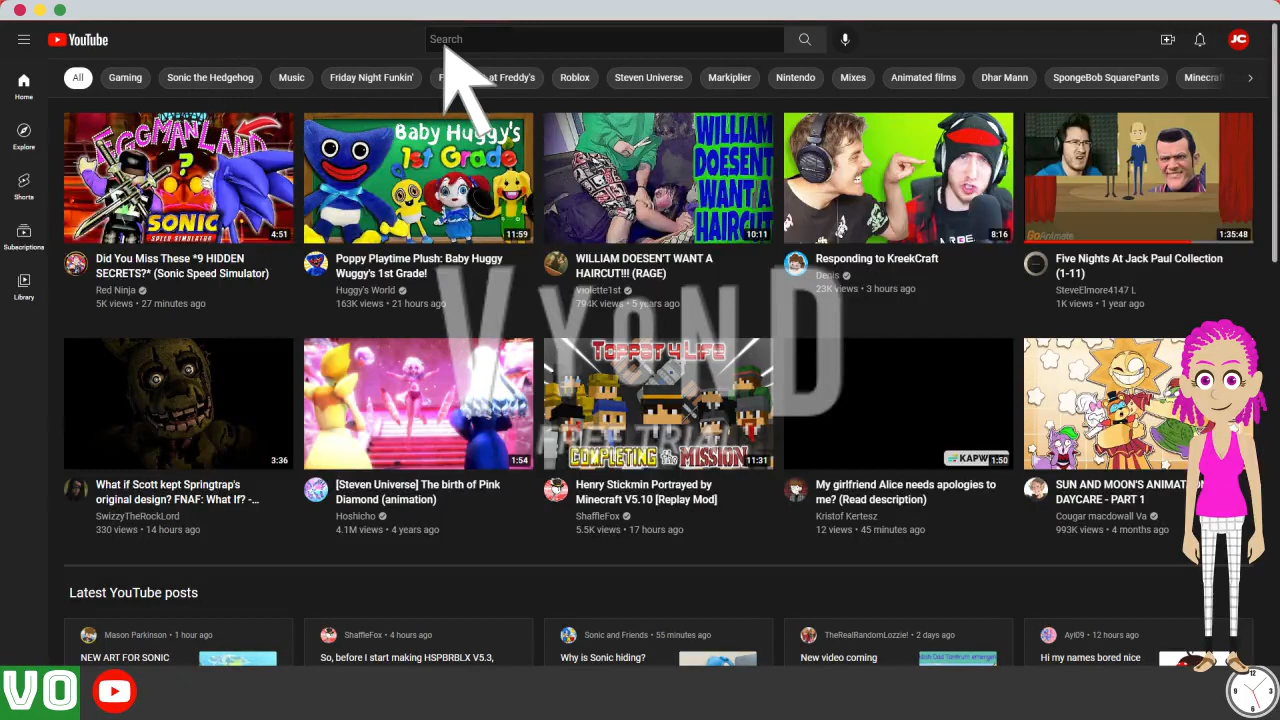 YouTube
Search
JC
All
Gaming
Sonic the Hedgehog
Music
Friday Night Funkin'
at Freddy's
Roblox
Steven Universe
Markiplier
Nintendo
Mixes
Animated films
Dhar Mann
SpongeBob SquarePants
Minecraft
Home
Explore
Shorts
Subscriptions
Library
EGGMANLAND
?
SONIC
SPEED SIMULATOR
4:51
Baby Huggy's
1st Grade
11:59
WILLIAM
DOESENT
WANT A
HAIRCUT
10:11
8:16
GoAnimate
1:35:48
Did You Miss These *9 HIDDEN
SECRETS?* (Sonic Speed Simulator)
Red Ninja
5K views • 27 minutes ago
Poppy Playtime Plush: Baby Huggy
Wuggy's 1st Grade!
Huggy's World
163K views • 21 hours ago
WILLIAM DOESEN'T WANT A
HAIRCUT!!! (RAGE)
Violette1st
794K views • 5 years ago
Responding to KreekCraft
Denis
23K views • 3 hours ago
Five Nights At Jack Paul Collection
(1-11)
SteveElmore4147 L
1K views • 1 year ago
VYOND
FREE TRIAL
3:36
1:54
TOPPAT 4 LIFE
COMPLETING THE MISSION
11:31
KAPW
1:50
What if Scott kept Springtrap's
original design? FNAF: What If? -...
SwizzyTheRockLord
330 views • 14 hours ago
[Steven Universe] The birth of Pink
Diamond (animation)
Hoshicho
4.1M views • 4 years ago
Henry Stickmin Portrayed by
Minecraft V5.10 [Replay Mod]
ShaffleFox
5.5K views • 17 hours ago
My girlfriend Alice needs apologies to
me? (Read description)
Kristof Kertesz
12 views • 45 minutes ago
SUN AND MOON'S ANIMAT
DAYCARE - PART 1
Cougar macdowall Va
993K views • 4 months ago
Latest YouTube posts
Mason Parkinson • 1 hour ago
NEW ART FOR SONIC
ShaffleFox • 4 hours ago
So, before I start making HSPBRBLX V5.3,
Sonic and Friends • 55 minutes ago
Why is Sonic hiding?
TheRealRandomLozzie! • 2 days ago
New video coming
Ayl09 • 12 hours ago
Hi my names bored nice
VO
12
3
6
9